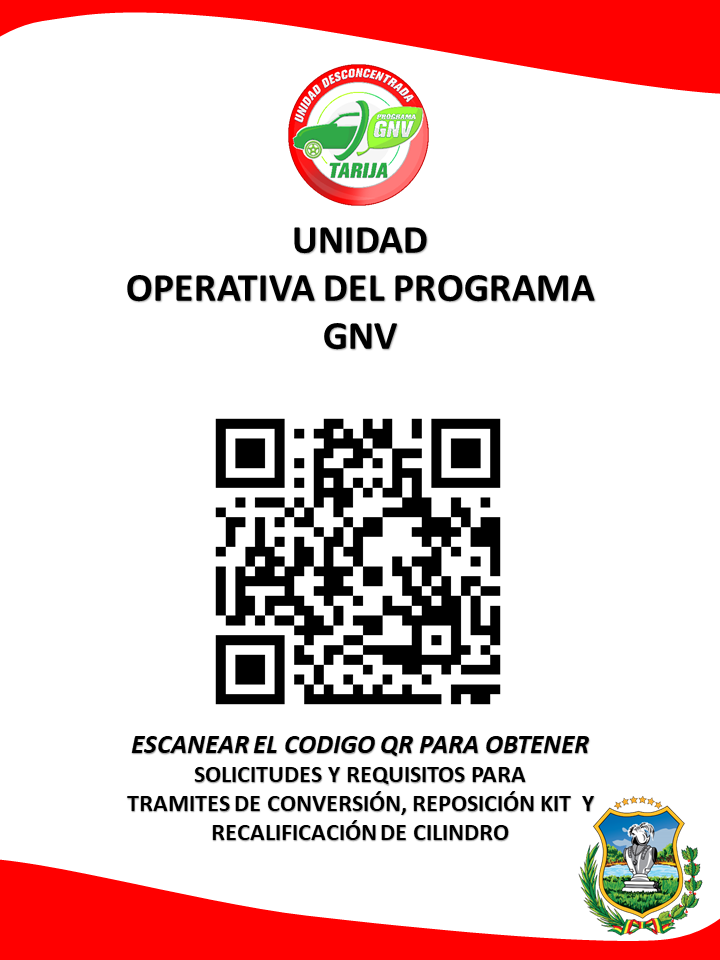 UNIDAD DESCONCENTRADA
PROGRAMA
GNV
TARIJA
UNIDAD
OPERATIVA DEL PROGRAMA
GNV
ESCANEAR EL CODIGO QR PARA OBTENER
SOLICITUDES Y REQUISITOS PARA
TRAMITES DE CONVERSIÓN, REPOSICIÓN KIT Y
RECALIFICACIÓN DE CILINDRO